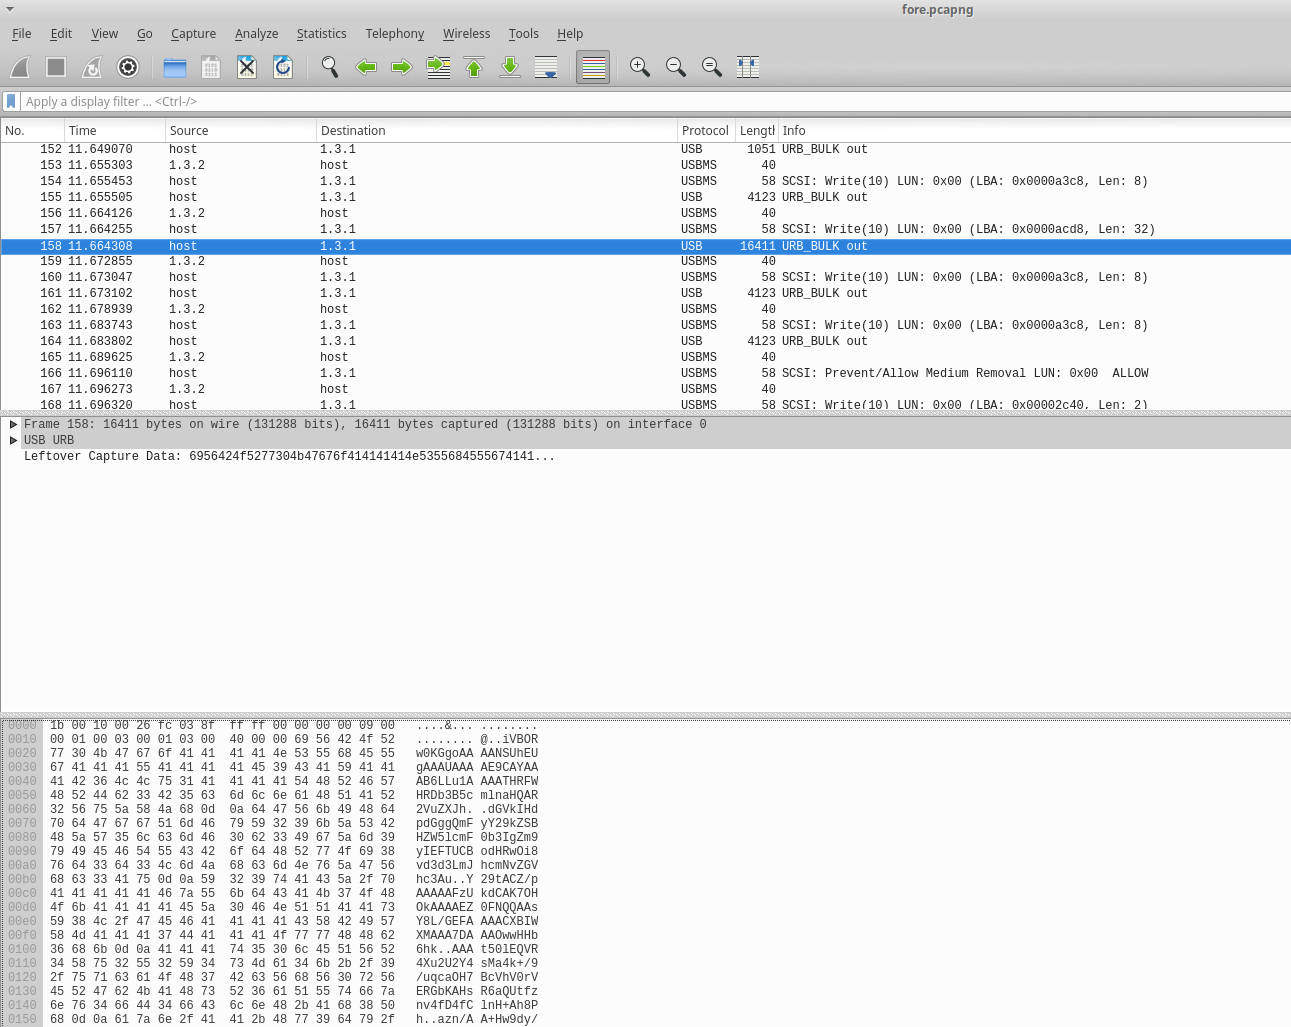 fore.pcapng
File Edit View Go Capture Analyze Statistics Telephony Wireless Tools Help
Apply a display filter ... <Ctrl-/>
No. Time Source Destination Protocol Length Info
152 11.649070 host 1.3.1 USB 1051 URB_BULK out
153 11.655303 1.3.2 host USBMS 40
154 11.655453 host 1.3.1 USBMS 58 SCSI: Write(10) LUN: 0x00 (LBA: 0x0000a3c8, Len: 8)
155 11.655505 host 1.3.1 USB 4123 URB_BULK out
156 11.664126 1.3.2 host USBMS 40
157 11.664255 host 1.3.1 USBMS 58 SCSI: Write(10) LUN: 0x00 (LBA: 0x0000acd8, Len: 32)
158 11.664308 host 1.3.1 USB 16411 URB_BULK out
159 11.672855 1.3.2 host USBMS 40
160 11.673047 host 1.3.1 USBMS 58 SCSI: Write(10) LUN: 0x00 (LBA: 0x0000a3c8, Len: 8)
161 11.673102 host 1.3.1 USB 4123 URB_BULK out
162 11.678939 1.3.2 host USBMS 40
163 11.683743 host 1.3.1 USBMS 58 SCSI: Write(10) LUN: 0x00 (LBA: 0x0000a3c8, Len: 8)
164 11.683802 host 1.3.1 USB 4123 URB_BULK out
165 11.689625 1.3.2 host USBMS 40
166 11.696110 host 1.3.1 USBMS 58 SCSI: Prevent/Allow Medium Removal LUN: 0x00 ALLOW
167 11.696273 1.3.2 host USBMS 40
168 11.696320 host 1.3.1 USBMS 58 SCSI: Write(10) LUN: 0x00 (LBA: 0x00002c40, Len: 2)
Frame 158: 16411 bytes on wire (131288 bits), 16411 bytes captured (131288 bits) on interface 0
USB URB
Leftover Capture Data: 6956424f5277304b47676f414141414e5355684555674141...
0000 1b 00 10 00 26 fc 03 8f ff ff 00 00 00 00 09 00 ....&... ........
0010 00 01 00 03 00 01 03 00 40 00 00 69 56 42 4f 52 ........ @..iVBOR
0020 77 30 4b 47 67 6f 41 41 41 41 4e 53 55 68 45 55 w0KGgoAA AANSUhEU
0030 67 41 41 41 55 41 41 41 41 45 39 43 41 59 41 41 gAAAUAAA AE9CAYAA
0040 41 42 36 4c 4c 75 31 41 41 41 41 54 48 52 46 57 AB6LLu1A AAATHRFW
0050 48 52 44 62 33 42 35 63 6d 6c 6e 61 48 51 41 52 HRDb3B5c mlnaHQAR
0060 32 56 75 5a 58 4a 68 0d 0a 64 47 56 6b 49 48 64 2VuZXJh. .dGVkIHd
0070 70 64 47 67 67 51 6d 46 79 59 32 39 6b 5a 53 42 pdGggQmF yY29kZSB
0080 48 5a 57 35 6c 63 6d 46 30 62 33 49 67 5a 6d 39 HZW5lcmF 0b3IgZm9
0090 79 49 45 46 54 55 43 42 6f 64 48 52 77 4f 69 38 yIEFTUCB odHRwOi8
00a0 76 64 33 64 33 4c 6d 4a 68 63 6d 4e 76 5a 47 56 vd3d3LmJ hcmNvZGV
00b0 68 63 33 41 75 0d 0a 59 32 39 74 41 43 5a 2f 70 hc3Au..Y 29tACZ/p
00c0 41 41 41 41 41 46 7a 55 6b 64 43 41 4b 37 4f 48 AAAAAFzU kdCAK7OH
00d0 4f 6b 41 41 41 41 45 5a 30 46 4e 51 51 41 41 73 OkAAAAEZ 0FNQQAAs
00e0 59 38 4c 2f 47 45 46 41 41 41 41 43 58 42 49 57 Y8L/GEFA AAACXBIW
00f0 58 4d 41 41 41 37 44 41 41 41 4f 77 77 48 48 62 XMAAA7DA AAOwwHHb
0100 36 68 6b 0d 0a 41 41 41 74 35 30 6c 45 51 56 52 6hk..AAA t50lEQVR
0110 34 58 75 32 55 32 59 34 73 4d 61 34 6b 2b 2f 39 4Xu2U2Y4 sMa4k+/9
0120 2f 75 71 63 61 4f 48 37 42 63 56 68 56 30 72 56 /uqcaOH7 BcVhV0rV
0130 45 52 47 62 4b 41 48 73 52 36 61 51 55 74 66 7a ERGbKAHs R6aQUtfz
0140 6e 76 34 66 44 34 66 43 6c 6e 48 2b 41 68 38 50 nv4fD4fC lnH+Ah8P
0150 68 0d 0a 61 7a 6e 2f 41 41 2b 48 77 39 64 79 2f h..azn/A A+Hw9dy/